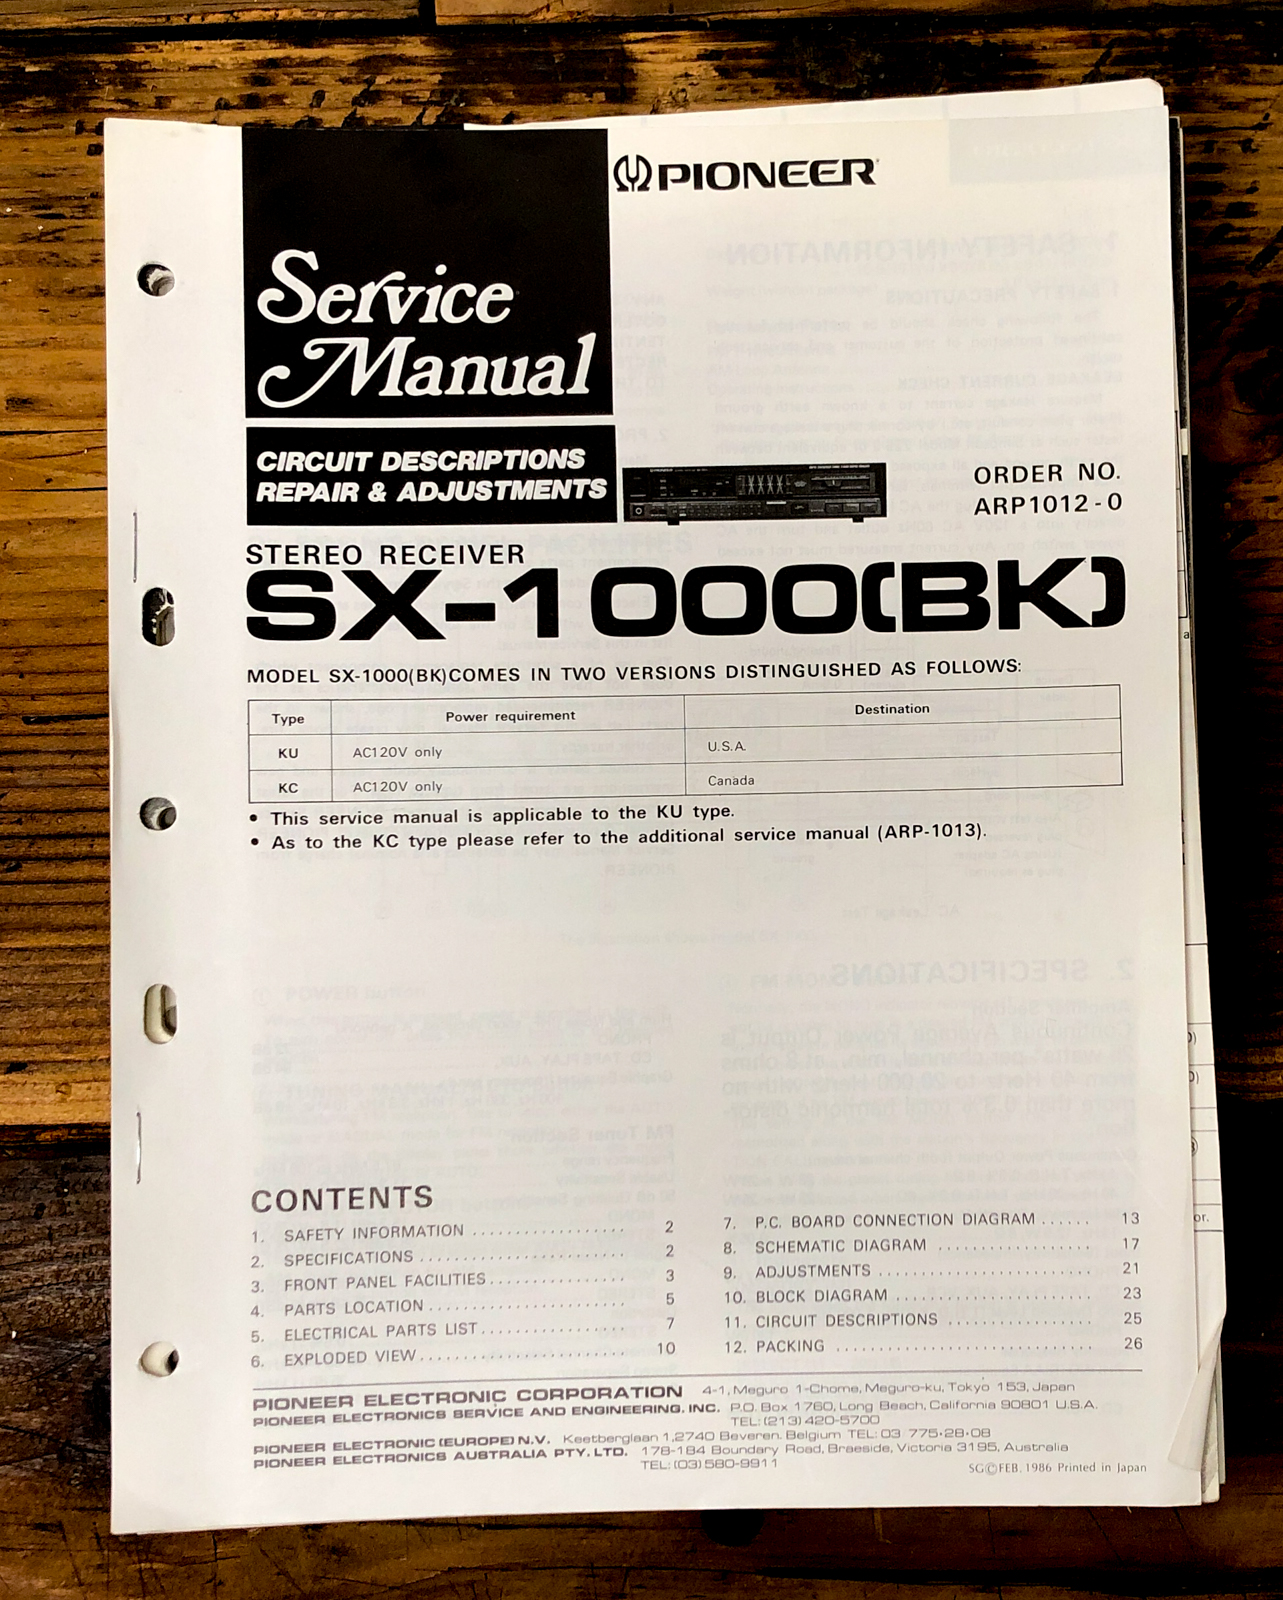 PIONEER
Service
Manual
CIRCUIT DESCRIPTIONS
REPAIR & ADJUSTMENTS
ORDER NO.
ARP1012-0
STEREO RECEIVER
SX-1000(BK)
MODEL SX-1000(BK)COMES IN TWO VERSIONS DISTINGUISHED AS FOLLOWS:
Type Power requirement Destination
KU AC120V only U.S.A.
KC AC120V only Canada
• This service manual is applicable to the KU type.
• As to the KC type please refer to the additional service manual (ARP-1013).
CONTENTS
1. SAFETY INFORMATION .................... 2
2. SPECIFICATIONS .......................... 2
3. FRONT PANEL FACILITIES ................. 3
4. PARTS LOCATION ......................... 5
5. ELECTRICAL PARTS LIST .................. 7
6. EXPLODED VIEW .......................... 10
7. P.C. BOARD CONNECTION DIAGRAM ...... 13
8. SCHEMATIC DIAGRAM .................. 17
9. ADJUSTMENTS .......................... 21
10. BLOCK DIAGRAM ........................ 23
11. CIRCUIT DESCRIPTIONS ................. 25
12. PACKING .............................. 26
PIONEER ELECTRONIC CORPORATION 4-1, Meguro 1-Chome, Meguro-ku, Tokyo 153, Japan
PIONEER ELECTRONICS SERVICE AND ENGINEERING, INC. P.O. Box 1760, Long Beach, California 90801 U.S.A.
TEL: (213) 420-5700
PIONEER ELECTRONIC (EUROPE) N.V. Keetberglaan 1, 2740 Beveren. Belgium TEL: 03 775·28·08
PIONEER ELECTRONICS AUSTRALIA PTY. LTD. 178-184 Boundary Road, Braeside, Victoria 3195, Australia
TEL: (03) 580-9911
SG©FEB. 1986 Printed in Japan